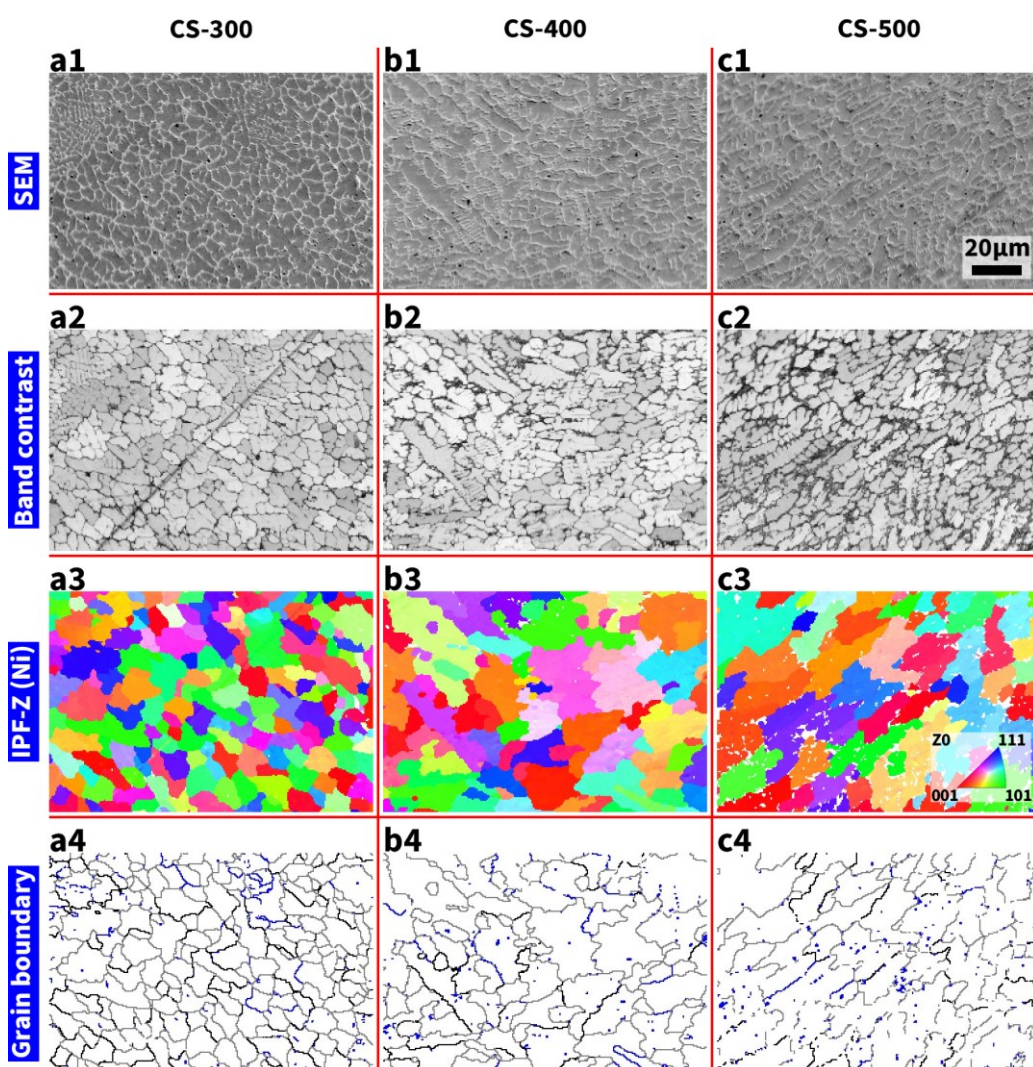 CS-300 CS-400 CS-500
a1 b1 c1
SEM
20μm
a2 b2 c2
Band contrast
a3 b3 c3
IPF-Z (Ni)
Z0 111
001 101
a4 b4 c4
Grain boundary